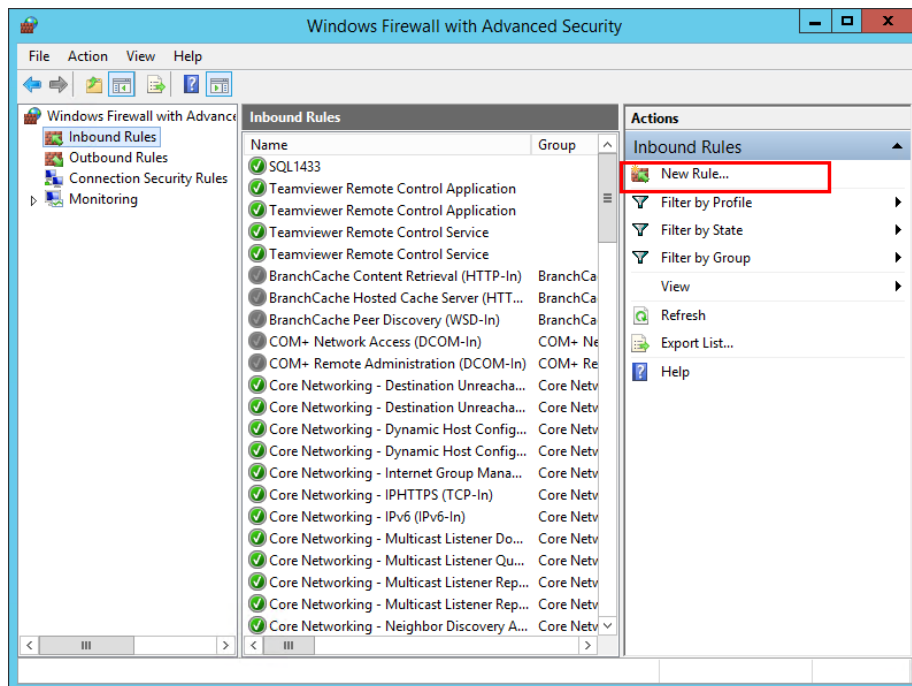 Windows Firewall with Advanced Security
File Action View Help
Windows Firewall with Advance
Inbound Rules
Outbound Rules
Connection Security Rules
Monitoring
Inbound Rules
Name Group
SQL1433
Teamviewer Remote Control Application
Teamviewer Remote Control Application
Teamviewer Remote Control Service
Teamviewer Remote Control Service
BranchCache Content Retrieval (HTTP-In) BranchCa
BranchCache Hosted Cache Server (HTT... BranchCa
BranchCache Peer Discovery (WSD-In) BranchCa
COM+ Network Access (DCOM-In) COM+ Ne
COM+ Remote Administration (DCOM-In) COM+ Re
Core Networking - Destination Unreacha... Core Netv
Core Networking - Destination Unreacha... Core Netv
Core Networking - Dynamic Host Config... Core Netv
Core Networking - Dynamic Host Config... Core Netv
Core Networking - Internet Group Mana... Core Netv
Core Networking - IPHTTPS (TCP-In) Core Netv
Core Networking - IPv6 (IPv6-In) Core Netv
Core Networking - Multicast Listener Do... Core Netv
Core Networking - Multicast Listener Qu... Core Netv
Core Networking - Multicast Listener Rep... Core Netv
Core Networking - Multicast Listener Rep... Core Netv
Core Networking - Neighbor Discovery A... Core Netv
Actions
Inbound Rules
New Rule...
Filter by Profile
Filter by State
Filter by Group
View
Refresh
Export List...
Help